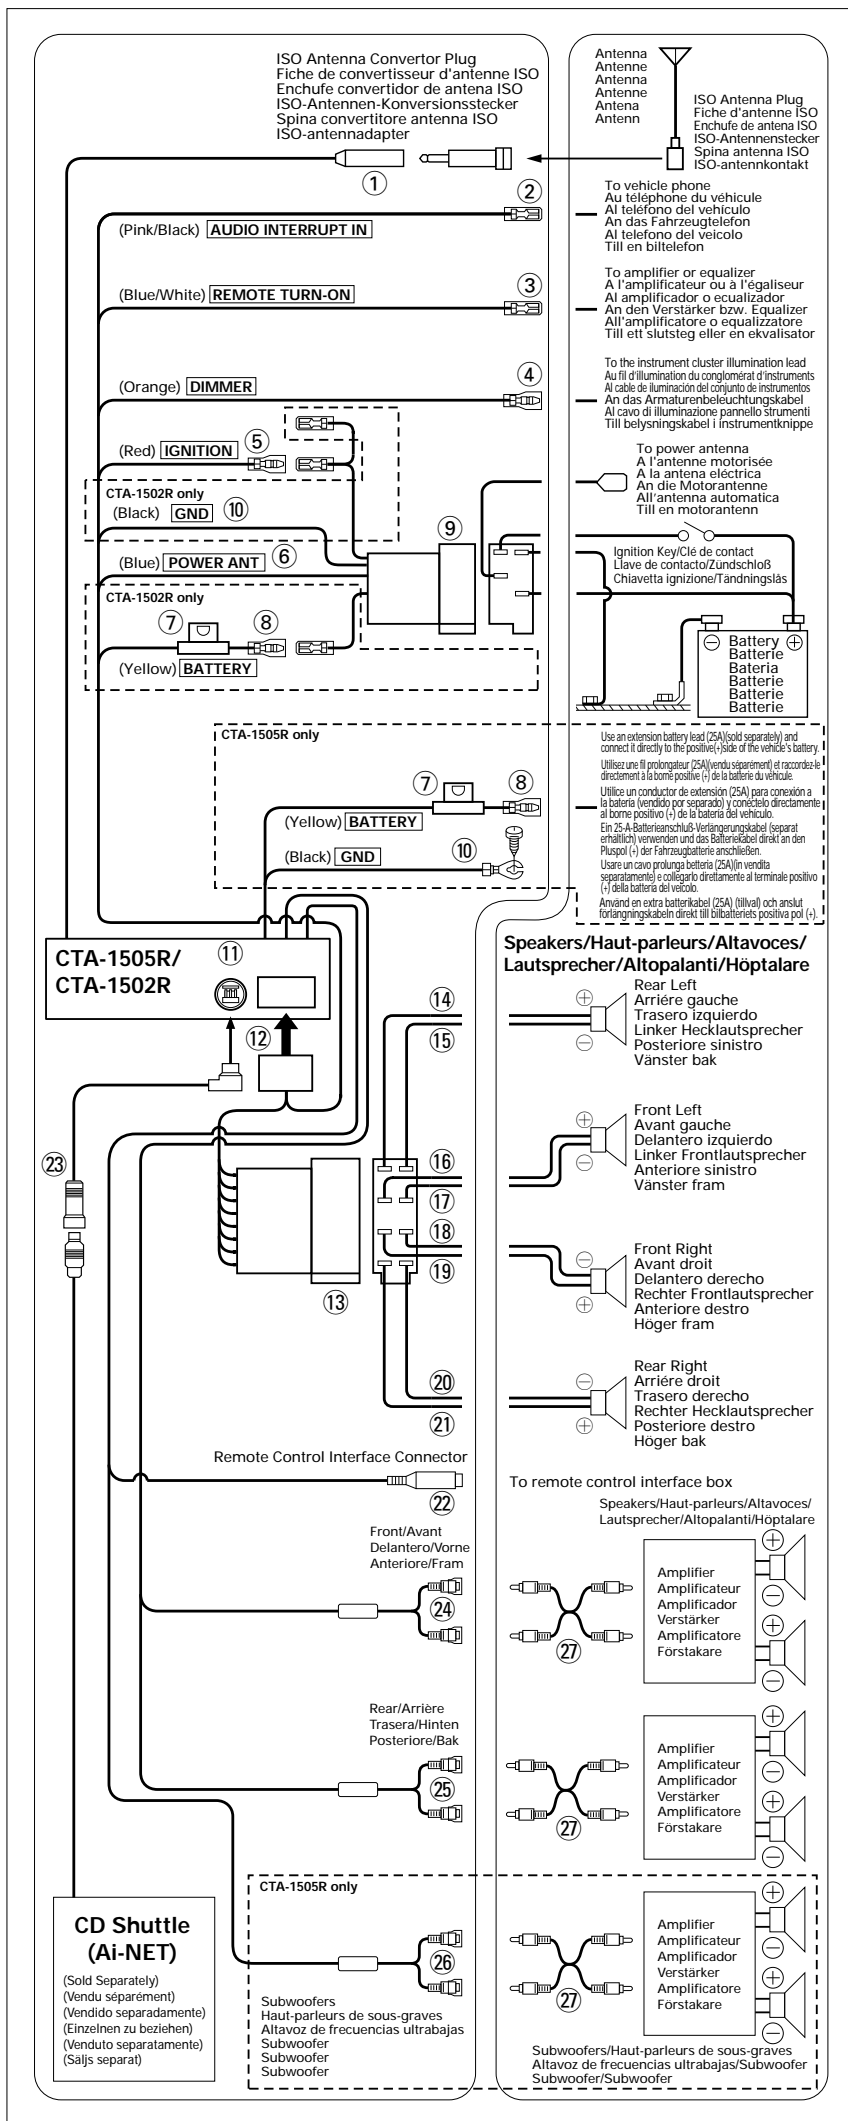 ISO Antenna Convertor Plug
Fiche de convertisseur d'antenne ISO
Enchufe convertidor de antena ISO
ISO-Antennen-Konversionsstecker
Spina convertitore antenna ISO
ISO-antennadapter
Antenna
Antenne
Antenna
Antenne
Antena
Antenn
ISO Antenna Plug
Fiche d'antenne ISO
Enchufe de antena ISO
ISO-Antennenstecker
Spina antenna ISO
ISO-antennkontakt
①
②
(Pink/Black) AUDIO INTERRUPT IN
To vehicle phone
Au téléphone du véhicule
Al teléfono del vehículo
An das Fahrzeugtelefon
Al telefono del veicolo
Till en biltelefon
③
(Blue/White) REMOTE TURN-ON
To amplifier or equalizer
A l'amplificateur ou à l'égaliseur
Al amplificador o ecualizador
An den Verstärker bzw. Equalizer
All'amplificatore o equalizzatore
Till ett slutsteg eller en ekvalisator
④
(Orange) DIMMER
To the instrument cluster illumination lead
Au fil d'illumination du conglomérat d'instruments
Al cable de iluminación del conjunto de instrumentos
An das Armaturenbeleuchtungskabel
Al cavo di illuminazione pannello strumenti
Till belysningskabel i instrumentknippe
(Red) IGNITION ⑤
CTA-1502R only
(Black) GND ⑩
⑨
To power antenna
A l'antenne motorisée
A la antena eléctrica
An die Motorantenne
All'antenna automatica
Till en motorantenn
(Blue) POWER ANT ⑥
Ignition Key/Clé de contact
Llave de contacto/Zündschloß
Chiavetta ignizione/Tändningslås
CTA-1502R only
⑦ ⑧
(Yellow) BATTERY
⊖ Battery ⊕
Batterie
Bateria
Batterie
Batterie
Batterie
CTA-1505R only
⑦ ⑧
(Yellow) BATTERY
(Black) GND ⑩
Use an extension battery lead (25A)(sold separately) and
connect it directly to the positive(+)side of the vehicle's battery.
Utilisez une fil prolongateur (25A)(vendu séparément) et raccordez-le
directement à la borne positive (+) de la batterie du véhicule.
Utilice un conductor de extensión (25A) para conexión a
la batería (vendido por separado) y conéctelo directamente
al borne positivo (+) de la batería del vehículo.
Ein 25-A-Batterieanschluß-Verlängerungskabel (separat
erhältlich) verwenden und das Batteriekabel direkt an den
Pluspol (+) der Fahrzeugbatterie anschließen.
Usare un cavo prolunga betteria (25A)(in vendita
separatamente) e collegarlo direttamente al terminale positivo
(+) della batteria del veicolo.
Använd en extra batterikabel (25A) (tillval) och anslut
förlängningskabeln direkt till bilbatteriets positiva pol (+).
CTA-1505R/
CTA-1502R
⑪
⑫
Speakers/Haut-parleurs/Altavoces/
Lautsprecher/Altopalanti/Höptalare
⑭
⑮
⊕
⊖
Rear Left
Arriére gauche
Trasero izquierdo
Linker Hecklautsprecher
Posteriore sinistro
Vänster bak
⑯
⑰
⊕
⊖
Front Left
Avant gauche
Delantero izquierdo
Linker Frontlautsprecher
Anteriore sinistro
Vänster fram
㉓
⑱
⑲
⊖
⊕
Front Right
Avant droit
Delantero derecho
Rechter Frontlautsprecher
Anteriore destro
Höger fram
⑬
⑳
㉑
⊖
⊕
Rear Right
Arriére droit
Trasero derecho
Rechter Hecklautsprecher
Posteriore destro
Höger bak
Remote Control Interface Connector
㉒
To remote control interface box
Front/Avant
Delantero/Vorne
Anteriore/Fram
㉔
㉗
Speakers/Haut-parleurs/Altavoces/
Lautsprecher/Altopalanti/Höptalare
Amplifier
Amplificateur
Amplificador
Verstärker
Amplificatore
Förstakare
⊕
⊖
⊕
⊖
Rear/Arrière
Trasera/Hinten
Posteriore/Bak
㉕
㉗
Amplifier
Amplificateur
Amplificador
Verstärker
Amplificatore
Förstakare
⊕
⊖
⊕
⊖
CD Shuttle
(Ai-NET)
(Sold Separately)
(Vendu séparément)
(Vendido separadamente)
(Einzelnen zu beziehen)
(Venduto separatamente)
(Säljs separat)
CTA-1505R only
㉖
Subwoofers
Haut-parleurs de sous-graves
Altavoz de frecuencias ultrabajas
Subwoofer
Subwoofer
Subwoofer
㉗
Amplifier
Amplificateur
Amplificador
Verstärker
Amplificatore
Förstakare
⊕
⊖
⊕
⊖
Subwoofers/Haut-parleurs de sous-graves
Altavoz de frecuencias ultrabajas/Subwoofer
Subwoofer/Subwoofer